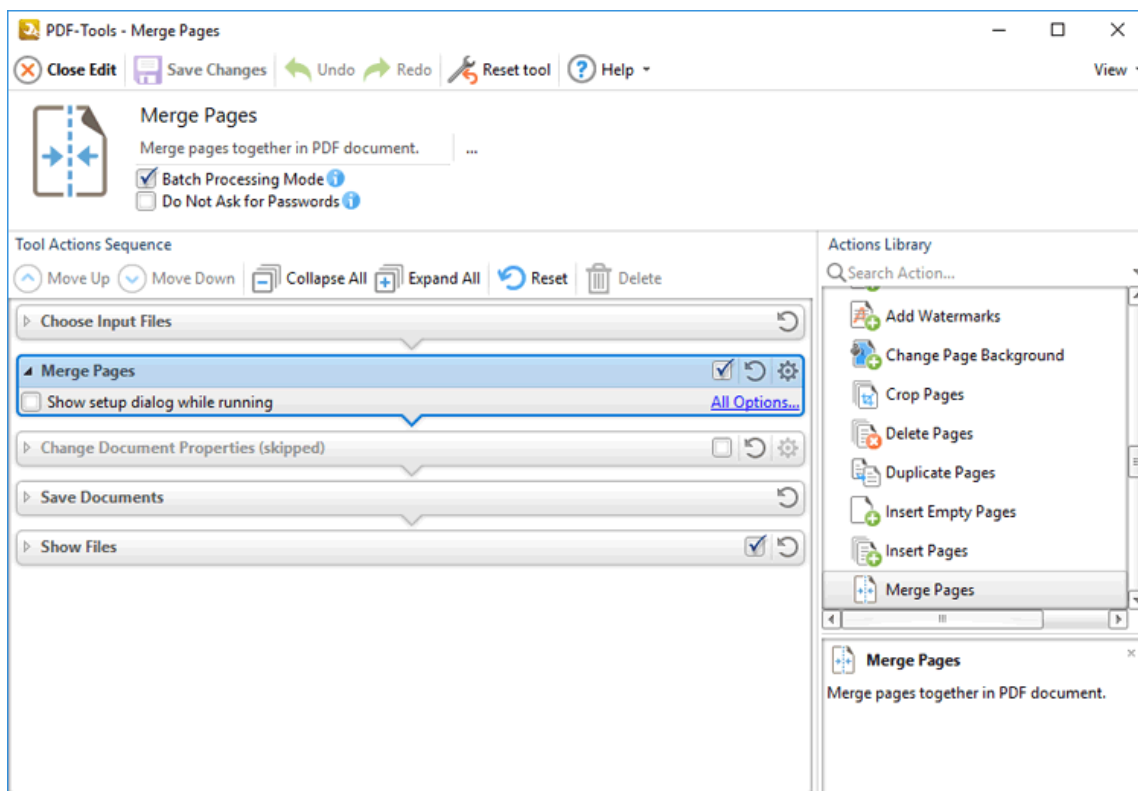 PDF-Tools - Merge Pages
Close Edit Save Changes Undo Redo Reset tool Help View
Merge Pages
Merge pages together in PDF document. ...
Batch Processing Mode
Do Not Ask for Passwords
Tool Actions Sequence
Move Up Move Down Collapse All Expand All Reset Delete
Choose Input Files
Merge Pages
Show setup dialog while running All Options...
Change Document Properties (skipped)
Save Documents
Show Files
Actions Library
Search Action...
Add Watermarks
Change Page Background
Crop Pages
Delete Pages
Duplicate Pages
Insert Empty Pages
Insert Pages
Merge Pages
Merge Pages
Merge pages together in PDF document.